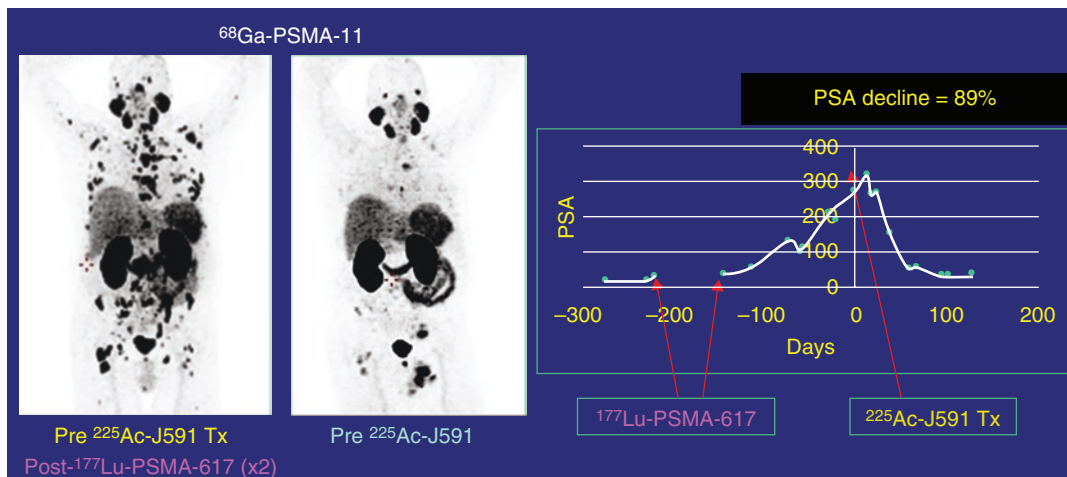 ⁶⁸Ga-PSMA-11
Pre ²²⁵Ac-J591 Tx
Post-¹⁷⁷Lu-PSMA-617 (x2)
Pre ²²⁵Ac-J591
PSA decline = 89%
PSA
400
300
200
100
0
–300
–200
–100
0
100
200
Days
¹⁷⁷Lu-PSMA-617
²²⁵Ac-J591 Tx